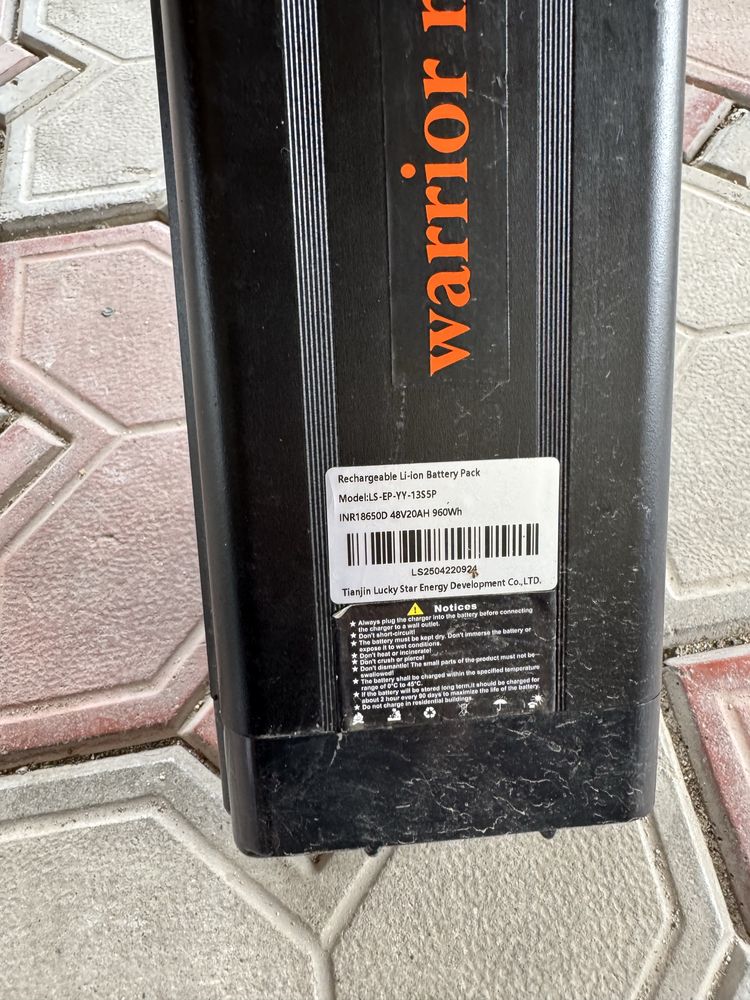 warrior
Rechargeable Li-ion Battery Pack
Model:LS-EP-YY-13S5P
INR18650D 48V20AH 960Wh
LS2504220924
Tianjin Lucky Star Energy Development Co.,LTD.
Notices
★ Always plug the charger into the battery before connecting
the charger to a wall outlet.
★ Don't short-circuit!
★ The battery must be kept dry. Don't immerse the battery or
expose it to wet conditions.
★ Don't heat or incinerate!
★ Don't crush or pierce!
★ Don't dismantle! The small parts of the product must not be
swallowed!
★ The battery shall be charged within the specified temperature
range of 0°C to 45°C.
★ If the battery will be stored long term,it should be charged for
about 2 hour every 90 days to maximize the life of the battery.
★ Do not charge in residential buildings.